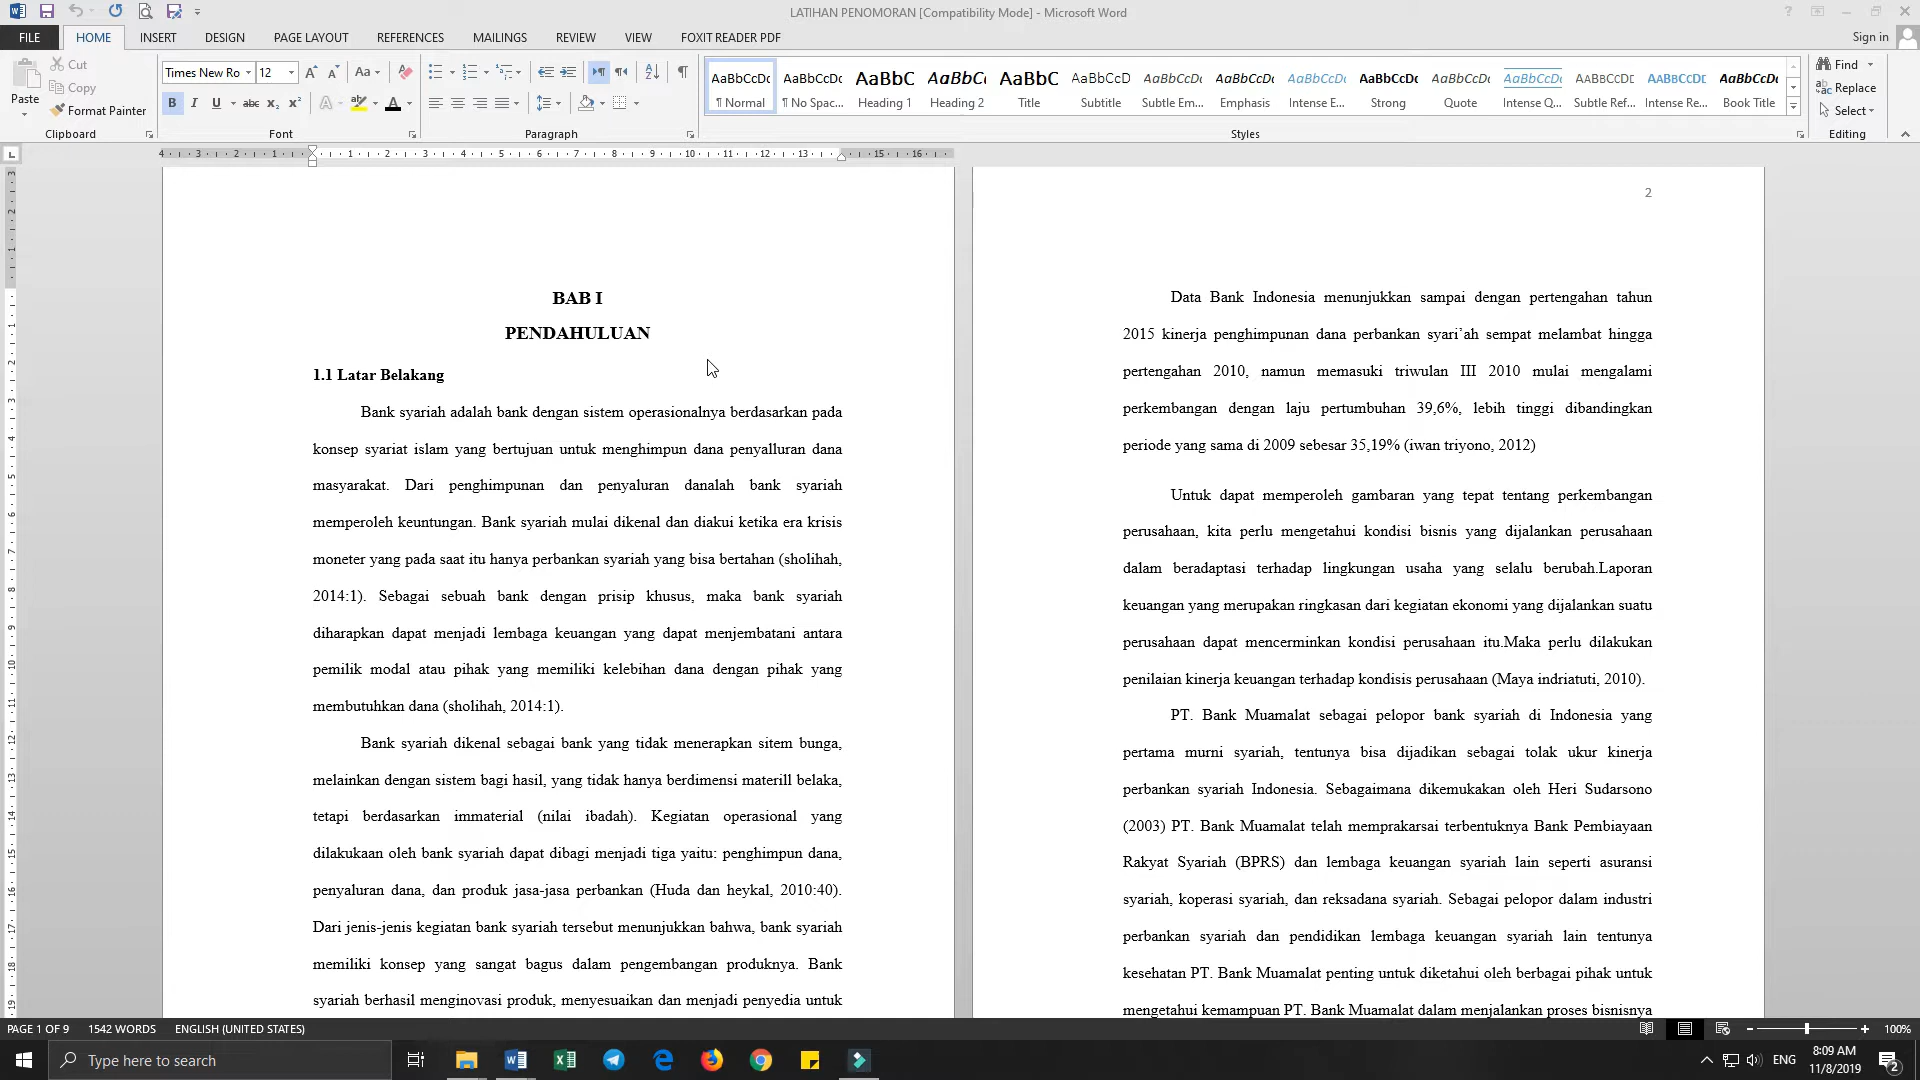 LATIHAN PENOMORAN [Compatibility Mode] - Microsoft Word
FILE HOME INSERT DESIGN PAGE LAYOUT REFERENCES MAILINGS REVIEW VIEW FOXIT READER PDF Sign in
Paste
Cut
Copy
Format Painter
Times New Ro 12
AaBbCcDc AaBbCcDc AaBbC AaBbCc AaBbC AaBbCcD AaBbCcDc AaBbCcDc AaBbCcDc AaBbCcDc AaBbCcDc AaBbCcDc AABBCCDE AABBCCDE AaBbCcDc
¶ Normal ¶ No Spac... Heading 1 Heading 2 Title Subtitle Subtle Em... Emphasis Intense E... Strong Quote Intense Q... Subtle Ref... Intense Re... Book Title
Find
Replace
Select
Clipboard Font Paragraph Styles Editing
4 3 2 1 1 2 3 4 5 6 7 8 9 10 11 12 13 15 16
BAB I
PENDAHULUAN
1.1 Latar Belakang
Bank syariah adalah bank dengan sistem operasionalnya berdasarkan pada
konsep syariat islam yang bertujuan untuk menghimpun dana penyalluran dana
masyarakat. Dari penghimpunan dan penyaluran danalah bank syariah
memperoleh keuntungan. Bank syariah mulai dikenal dan diakui ketika era krisis
moneter yang pada saat itu hanya perbankan syariah yang bisa bertahan (sholihah,
2014:1). Sebagai sebuah bank dengan prisip khusus, maka bank syariah
diharapkan dapat menjadi lembaga keuangan yang dapat menjembatani antara
pemilik modal atau pihak yang memiliki kelebihan dana dengan pihak yang
membutuhkan dana (sholihah, 2014:1).
Bank syariah dikenal sebagai bank yang tidak menerapkan sitem bunga,
melainkan dengan sistem bagi hasil, yang tidak hanya berdimensi materill belaka,
tetapi berdasarkan immaterial (nilai ibadah). Kegiatan operasional yang
dilakukaan oleh bank syariah dapat dibagi menjadi tiga yaitu: penghimpun dana,
penyaluran dana, dan produk jasa-jasa perbankan (Huda dan heykal, 2010:40).
Dari jenis-jenis kegiatan bank syariah tersebut menunjukkan bahwa, bank syariah
memiliki konsep yang sangat bagus dalam pengembangan produknya. Bank
syariah berhasil menginovasi produk, menyesuaikan dan menjadi penyedia untuk
2
Data Bank Indonesia menunjukkan sampai dengan pertengahan tahun
2015 kinerja penghimpunan dana perbankan syari’ah sempat melambat hingga
pertengahan 2010, namun memasuki triwulan III 2010 mulai mengalami
perkembangan dengan laju pertumbuhan 39,6%, lebih tinggi dibandingkan
periode yang sama di 2009 sebesar 35,19% (iwan triyono, 2012)
Untuk dapat memperoleh gambaran yang tepat tentang perkembangan
perusahaan, kita perlu mengetahui kondisi bisnis yang dijalankan perusahaan
dalam beradaptasi terhadap lingkungan usaha yang selalu berubah.Laporan
keuangan yang merupakan ringkasan dari kegiatan ekonomi yang dijalankan suatu
perusahaan dapat mencerminkan kondisi perusahaan itu.Maka perlu dilakukan
penilaian kinerja keuangan terhadap kondisis perusahaan (Maya indriatuti, 2010).
PT. Bank Muamalat sebagai pelopor bank syariah di Indonesia yang
pertama murni syariah, tentunya bisa dijadikan sebagai tolak ukur kinerja
perbankan syariah Indonesia. Sebagaimana dikemukakan oleh Heri Sudarsono
(2003) PT. Bank Muamalat telah memprakarsai terbentuknya Bank Pembiayaan
Rakyat Syariah (BPRS) dan lembaga keuangan syariah lain seperti asuransi
syariah, koperasi syariah, dan reksadana syariah. Sebagai pelopor dalam industri
perbankan syariah dan pendidikan lembaga keuangan syariah lain tentunya
kesehatan PT. Bank Muamalat penting untuk diketahui oleh berbagai pihak untuk
mengetahui kemampuan PT. Bank Muamalat dalam menjalankan proses bisnisnya
PAGE 1 OF 9 1542 WORDS ENGLISH (UNITED STATES) 100%
Type here to search
ENG
8:09 AM
11/8/2019
2